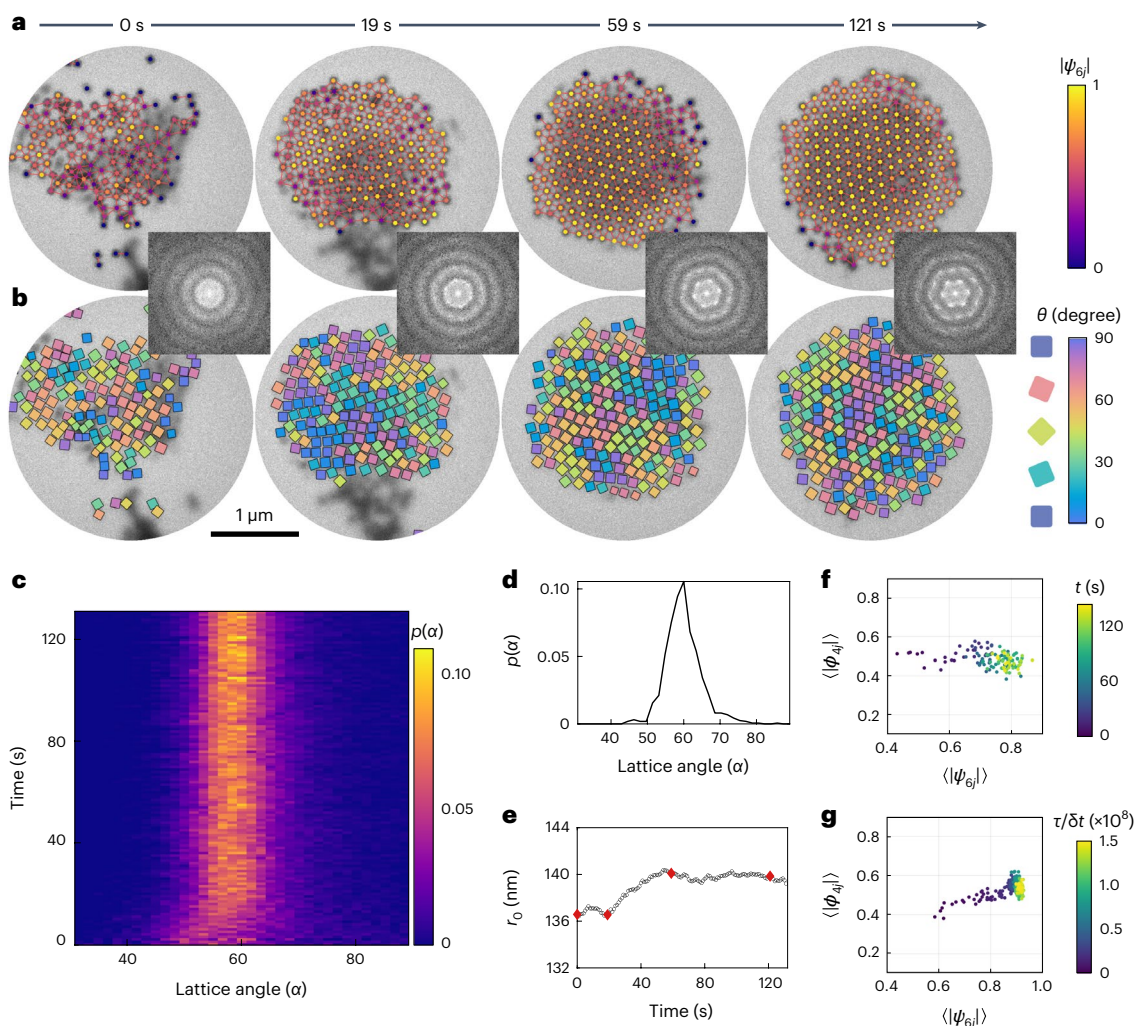 a
0 s
19 s
59 s
121 s
|ψ6j|
1
0
b
θ (degree)
90
60
30
0
1 µm
c
p(α)
0.10
0.05
0
120
80
40
0
Time (s)
40
60
80
Lattice angle (α)
d
0.10
0.05
0
p(α)
40
50
60
70
80
Lattice angle (α)
e
144
140
136
132
r0 (nm)
0
40
80
120
Time (s)
f
t (s)
120
60
0
0.8
0.6
0.4
0.2
⟨|ϕ4j|⟩
0.4
0.6
0.8
⟨|ψ6j|⟩
g
τ/δt (×10⁸)
1.5
1.0
0.5
0
0.8
0.6
0.4
0.2
⟨|ϕ4j|⟩
0.4
0.6
0.8
1.0
⟨|ψ6j|⟩